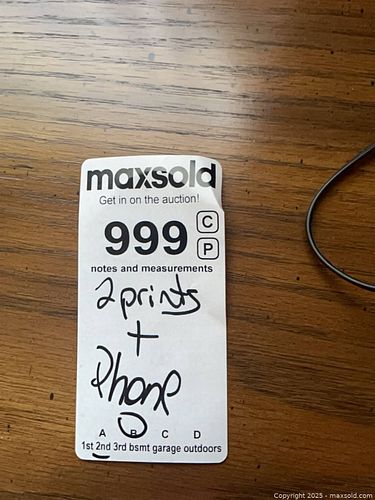 maxsold
Get in on the auction!
999 C
P
notes and measurements
2 prints
+
Phone
A B C D
1st 2nd 3rd bsmt garage outdoors
Copyright 2025 - maxsold.com